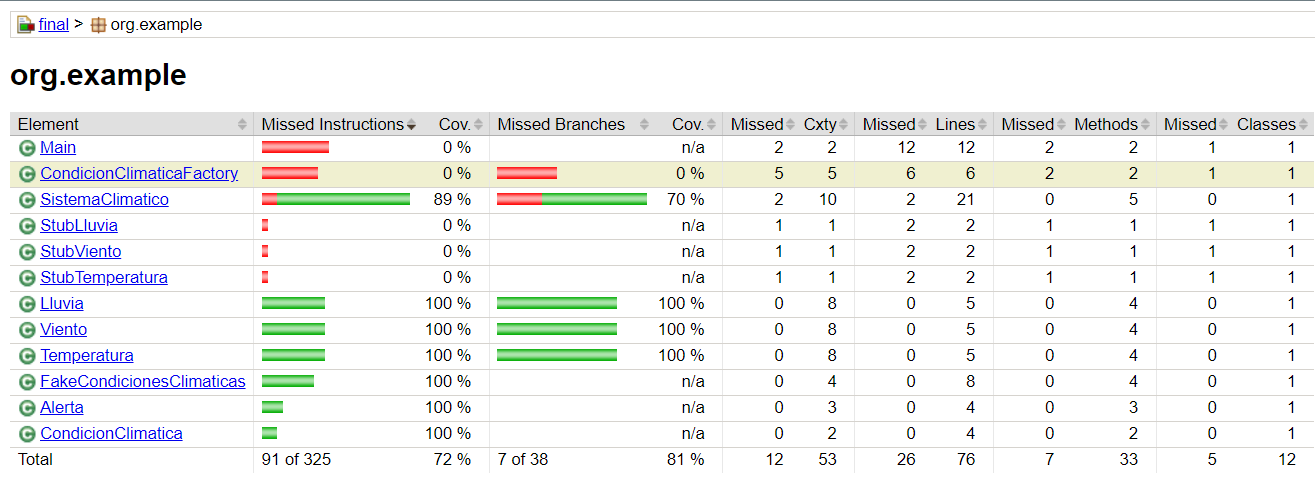 final > org.example
org.example
Element Missed Instructions Cov. Missed Branches Cov. Missed Cxty Missed Lines Missed Methods Missed Classes
Main 0 % n/a 2 2 12 12 2 2 1 1
CondicionClimaticaFactory 0 % 0 % 5 5 6 6 2 2 1 1
SistemaClimatico 89 % 70 % 2 10 2 21 0 5 0 1
StubLluvia 0 % n/a 1 1 2 2 1 1 1 1
StubViento 0 % n/a 1 1 2 2 1 1 1 1
StubTemperatura 0 % n/a 1 1 2 2 1 1 1 1
Lluvia 100 % 100 % 0 8 0 5 0 4 0 1
Viento 100 % 100 % 0 8 0 5 0 4 0 1
Temperatura 100 % 100 % 0 8 0 5 0 4 0 1
FakeCondicionesClimaticas 100 % n/a 0 4 0 8 0 4 0 1
Alerta 100 % n/a 0 3 0 4 0 3 0 1
CondicionClimatica 100 % n/a 0 2 0 4 0 2 0 1
Total 91 of 325 72 % 7 of 38 81 % 12 53 26 76 7 33 5 12